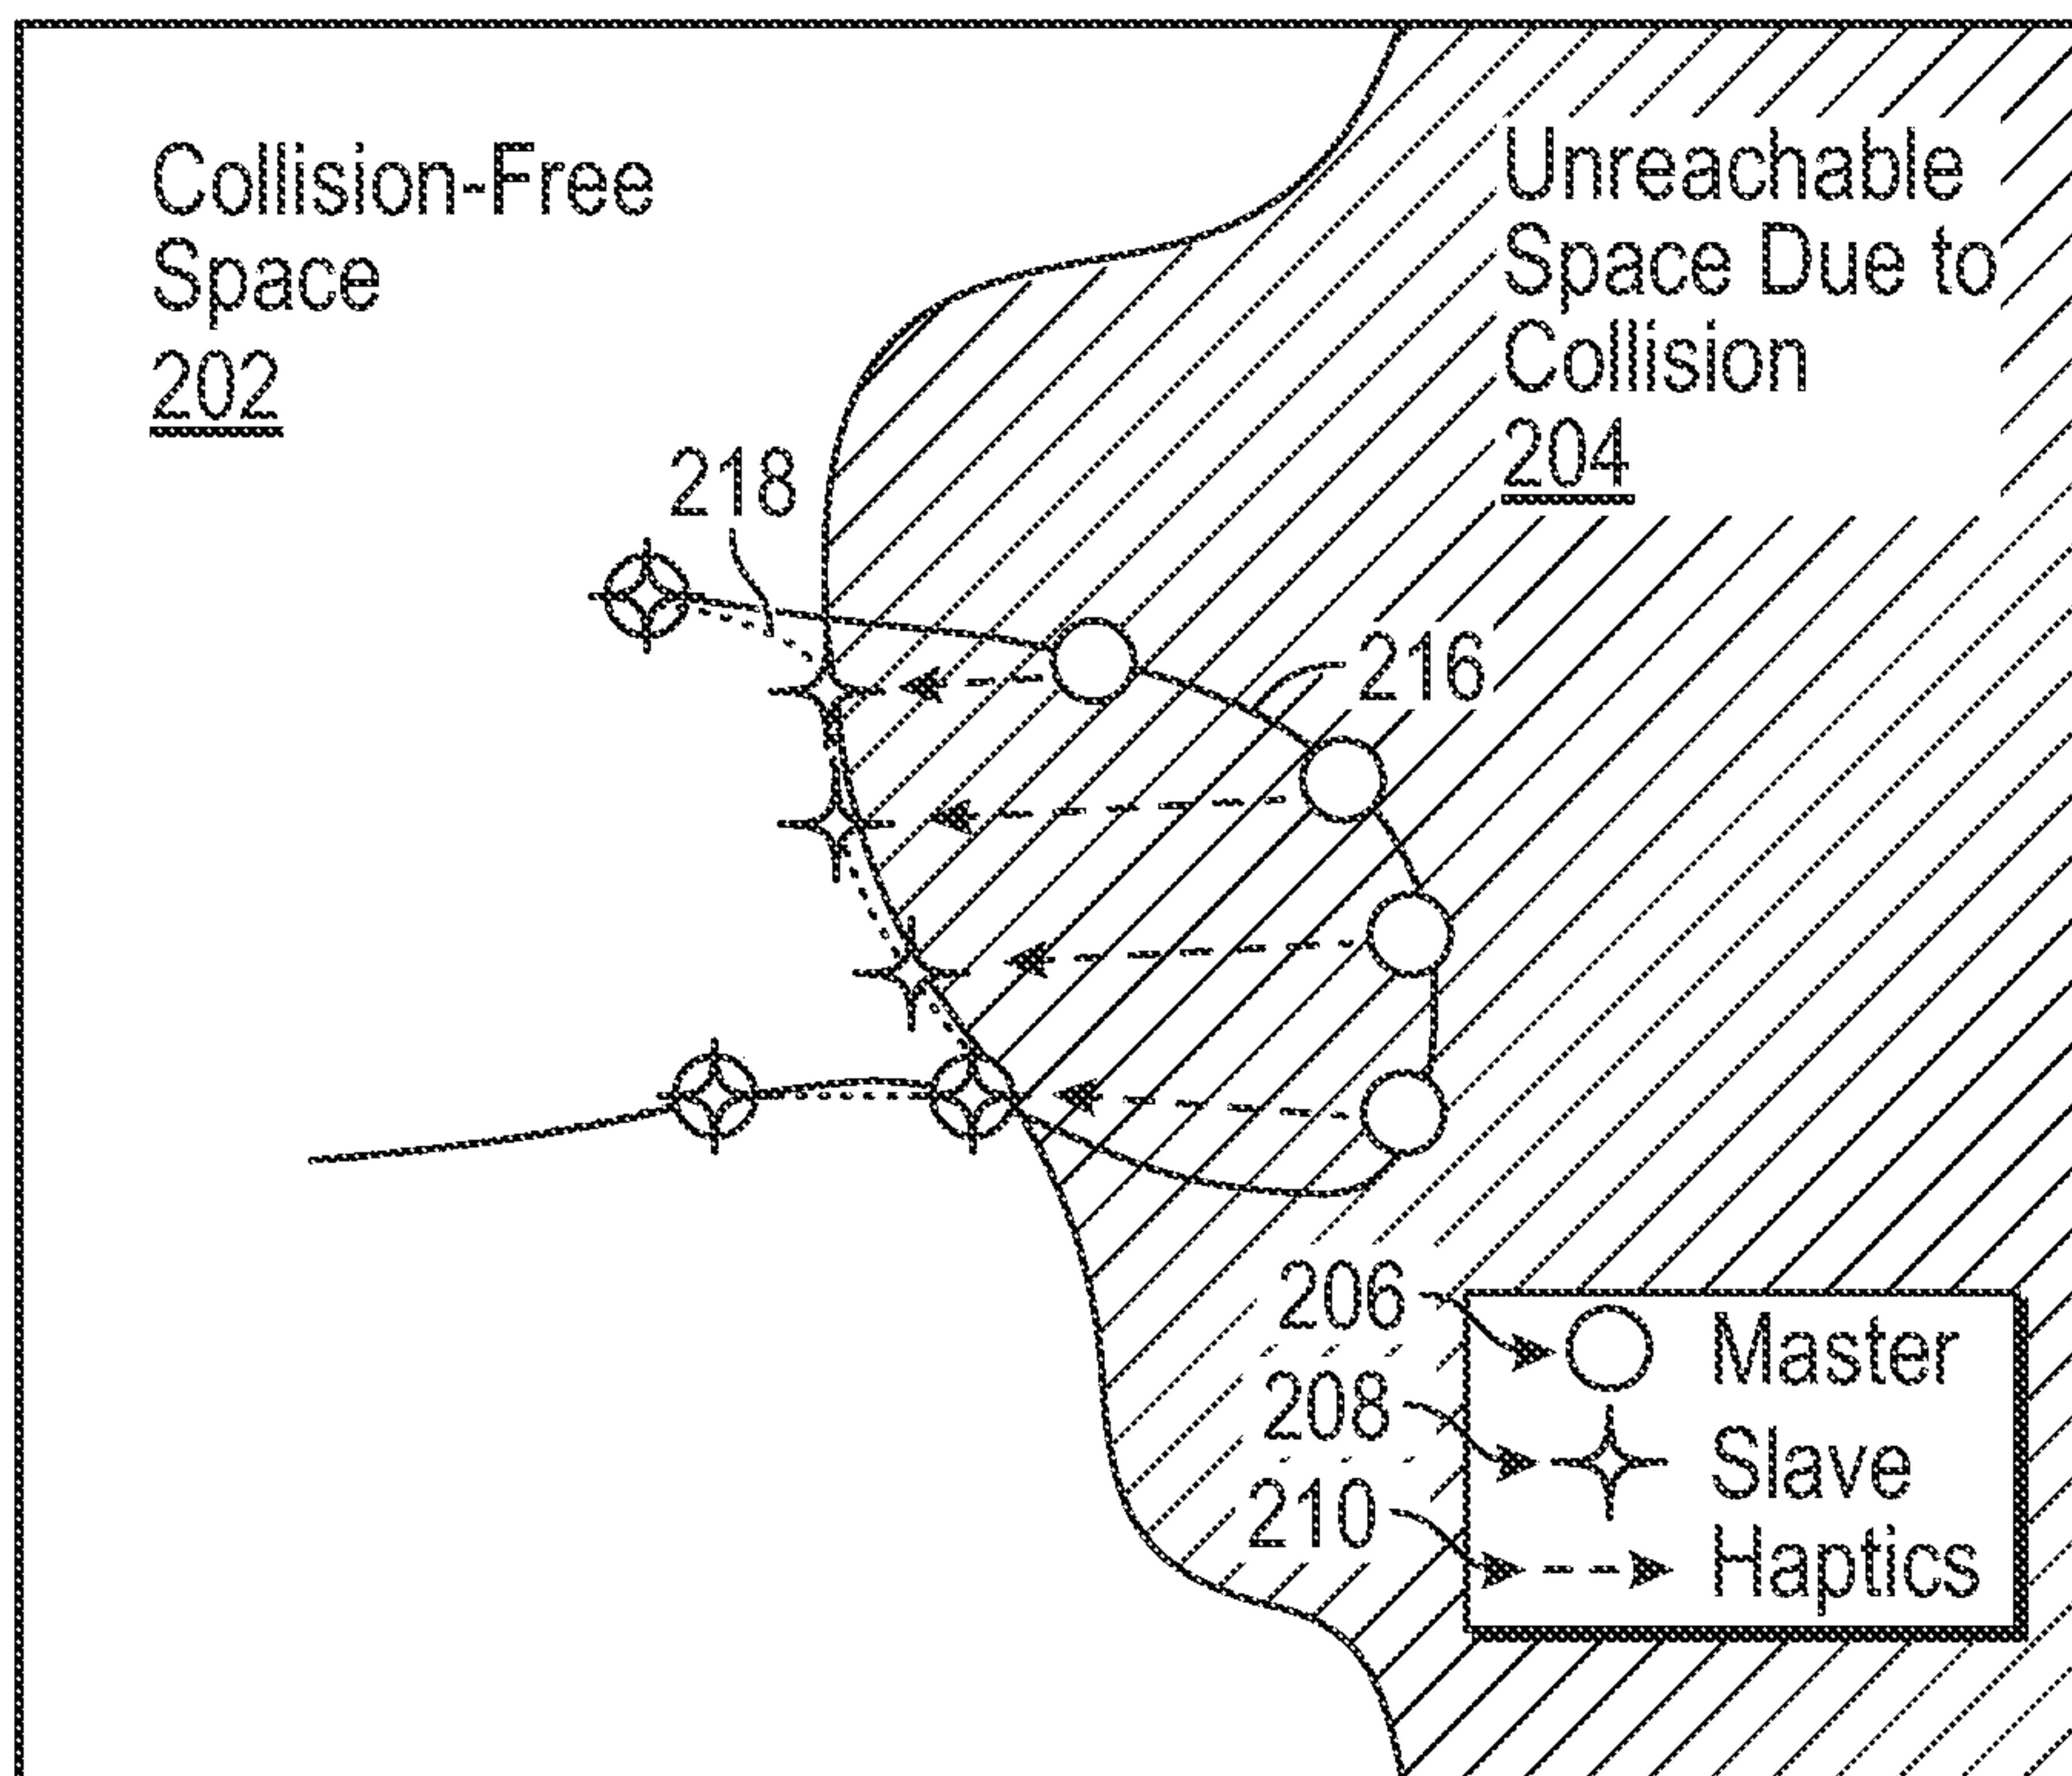 Collision-Free
Space
202
Unreachable
Space Due to
Collision
204
218
216
206
Master
208
Slave
210
Haptics